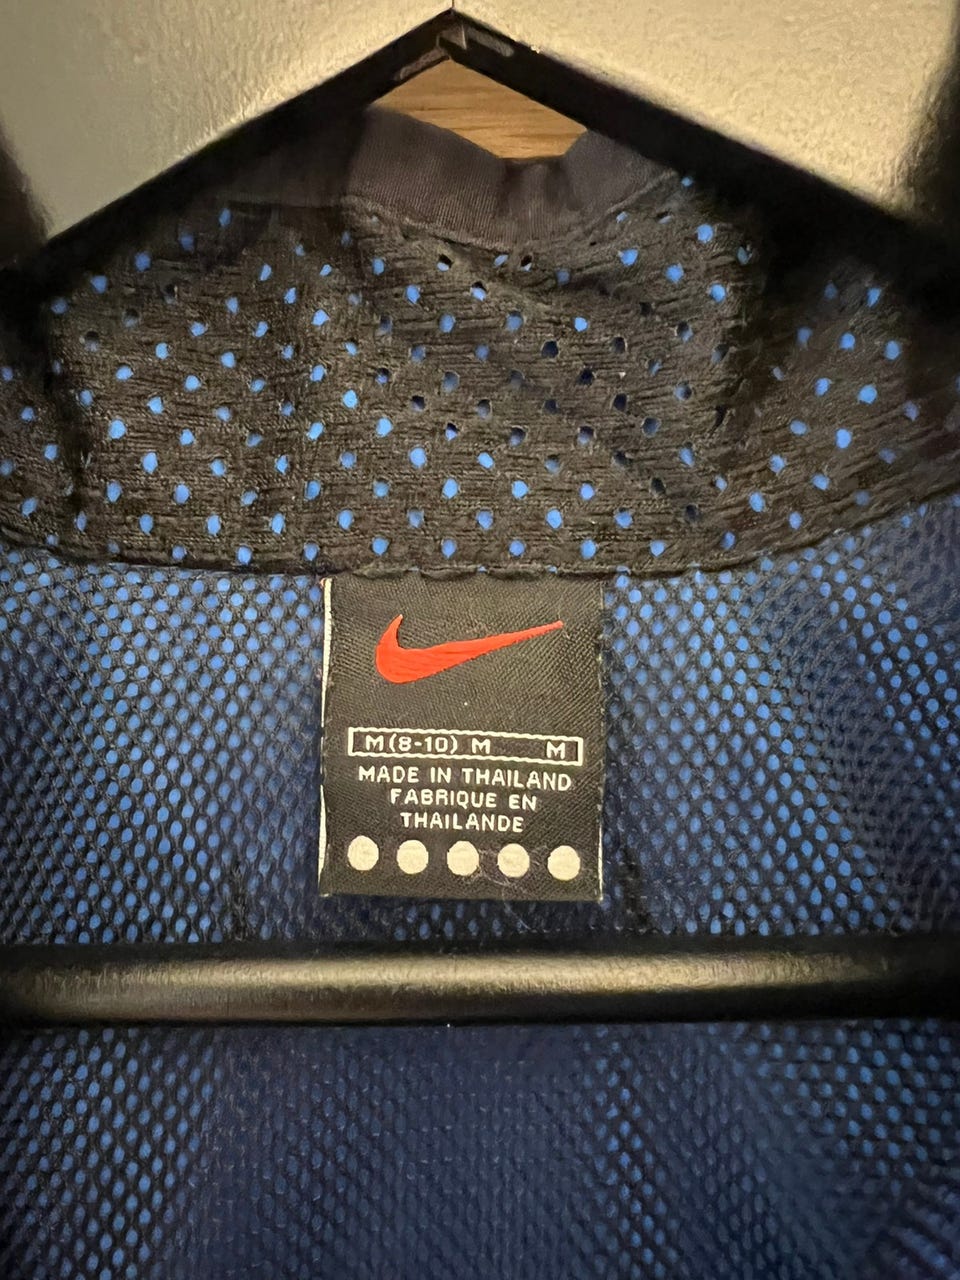 M(8-10) M M
MADE IN THAILAND
FABRIQUE EN
THAILANDE